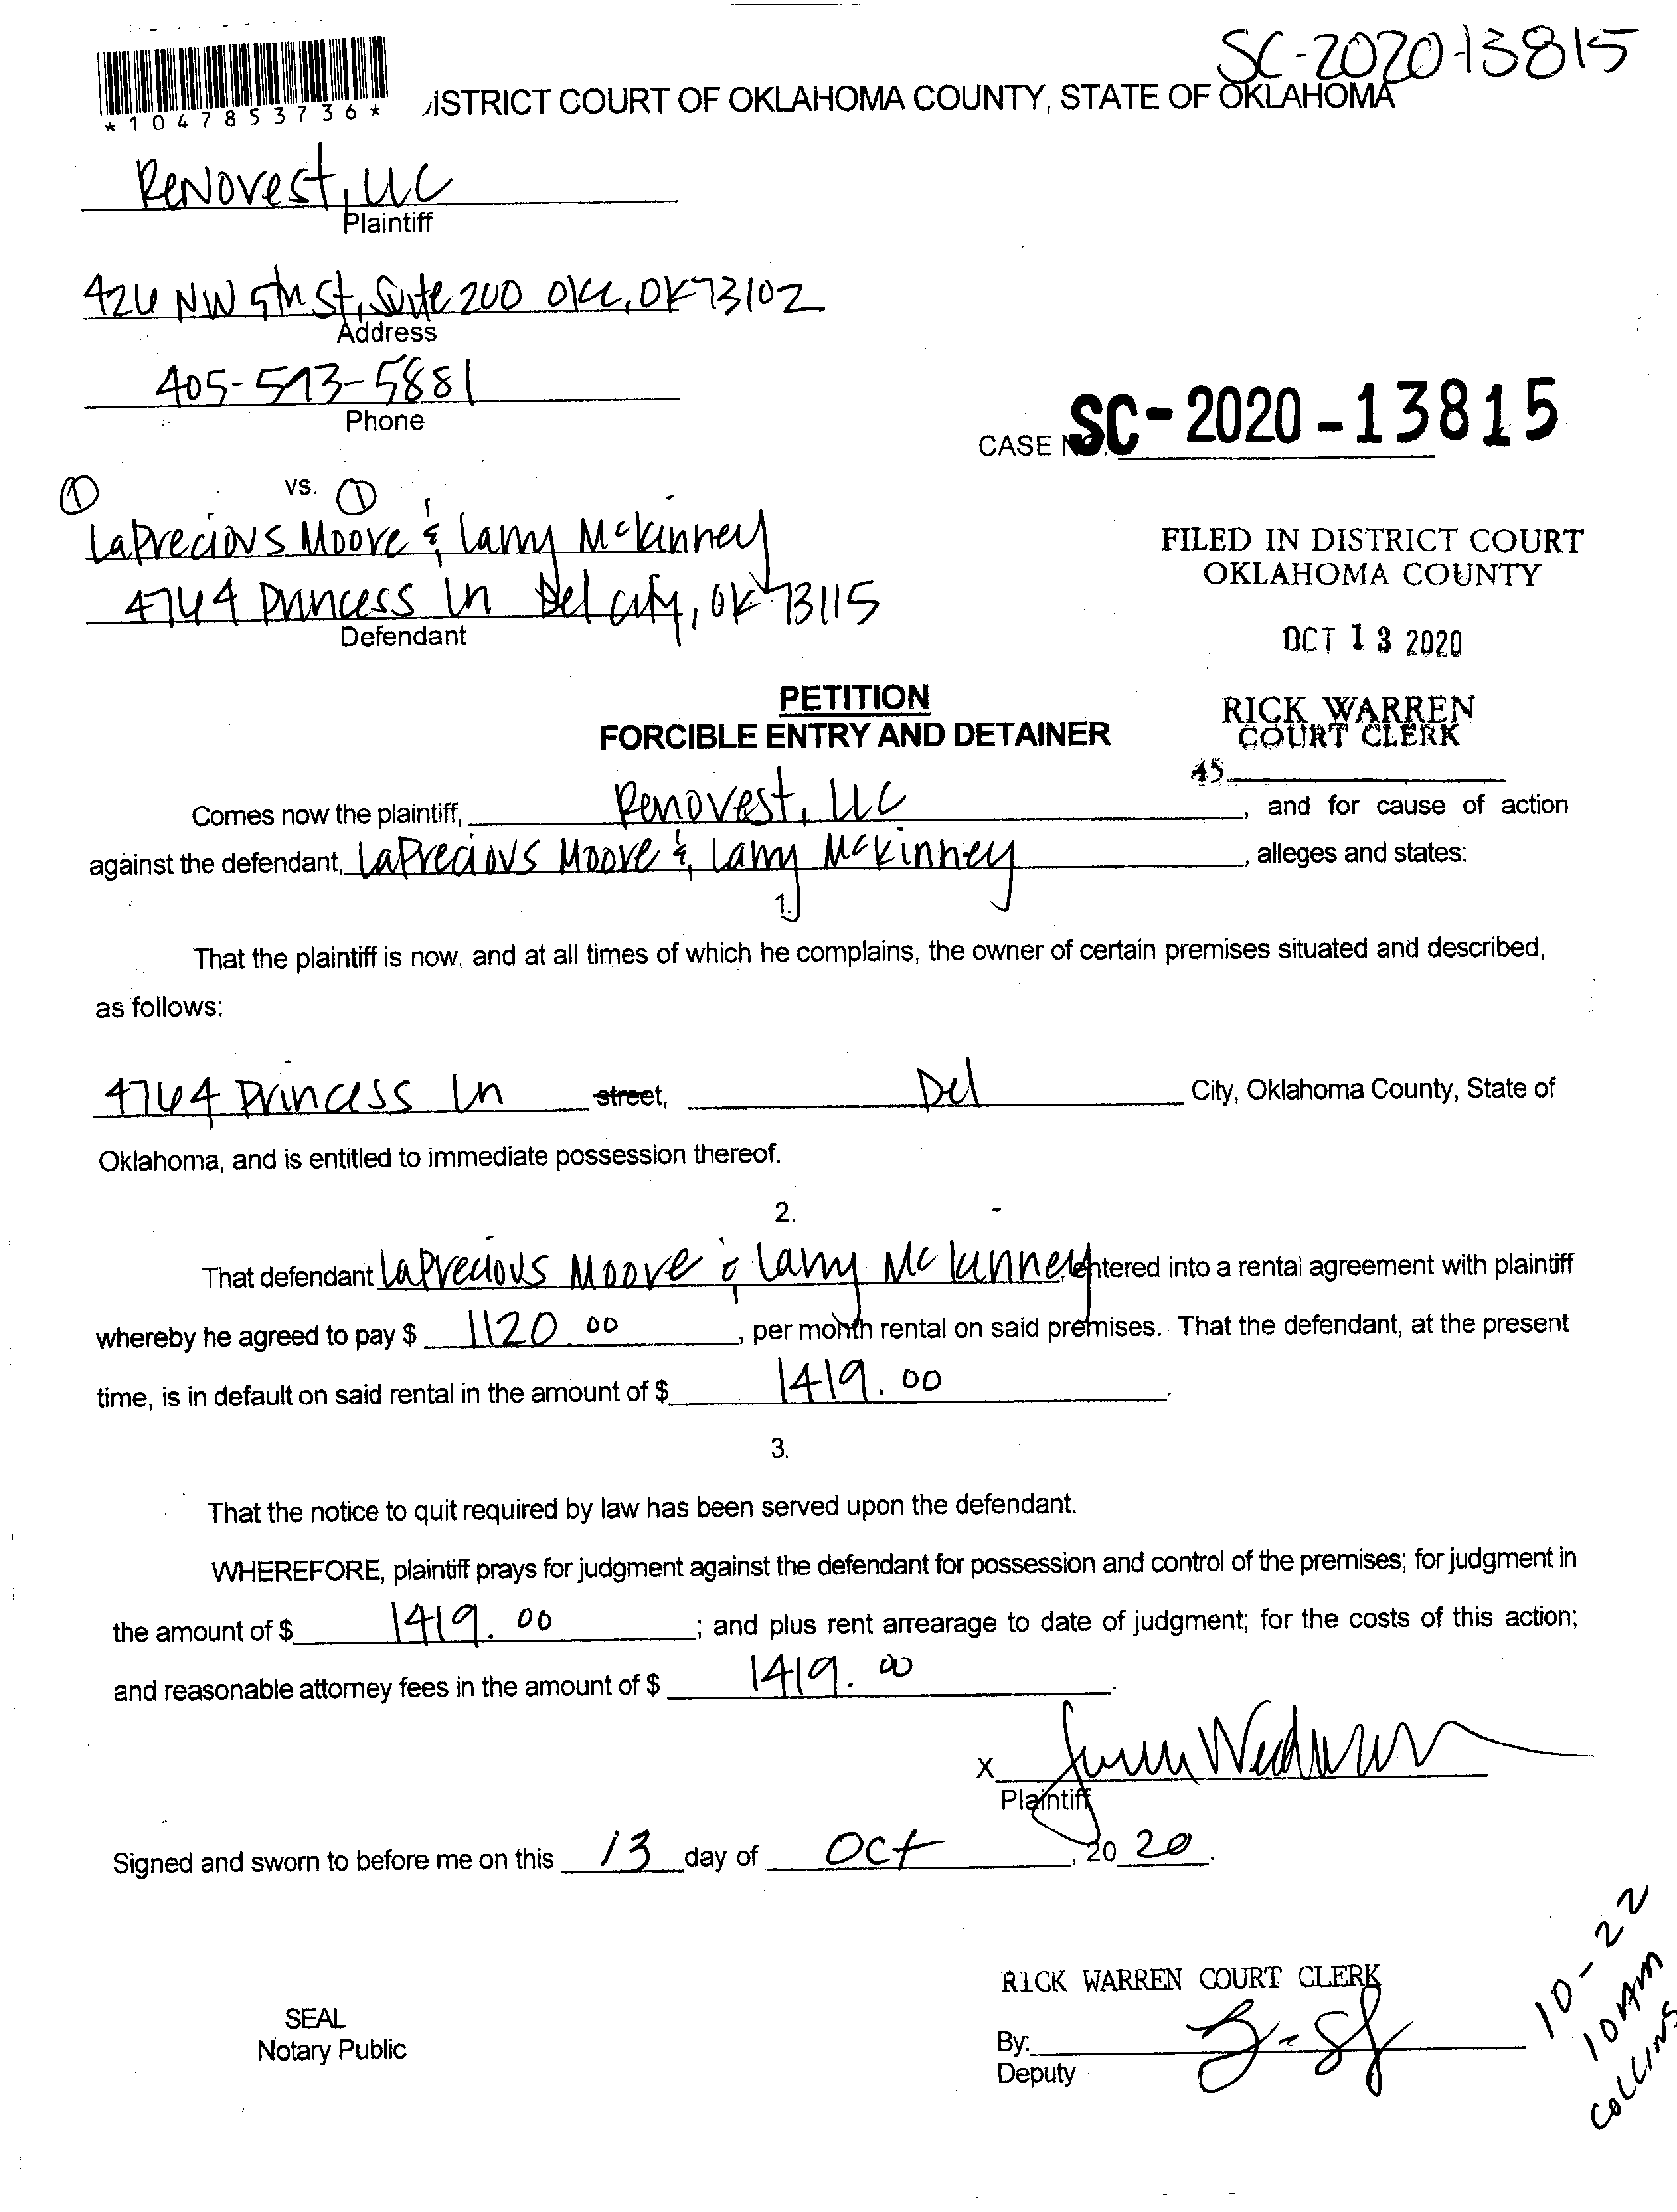 SC-2020-13815
*1047853736*
ISTRICT COURT OF OKLAHOMA COUNTY, STATE OF OKLAHOMA
RENOVEST, LLC
Plaintiff
426 NW 5th St, Suite 200 OKC, OK 73102
Address
405-593-5881
Phone
CASE NO. SC-2020-13815
① vs. ①
LaPrecious Moore & Larry McKinney
4764 Princess Ln Del City, OK 73115
Defendant
FILED IN DISTRICT COURT
OKLAHOMA COUNTY
OCT 13 2020
RICK WARREN
COURT CLERK
45
PETITION
FORCIBLE ENTRY AND DETAINER
Comes now the plaintiff, Renovest, LLC, and for cause of action
against the defendant, LaPrecious Moore & Larry McKinney, alleges and states:
1.
That the plaintiff is now, and at all times of which he complains, the owner of certain premises situated and described,
as follows:
4764 Princess Ln street, Del City, Oklahoma County, State of
Oklahoma, and is entitled to immediate possession thereof.
2.
That defendant LaPrecious Moore & Larry McKinney, entered into a rental agreement with plaintiff
whereby he agreed to pay $ 1120.00, per month rental on said premises. That the defendant, at the present
time, is in default on said rental in the amount of $ 1419.00.
3.
That the notice to quit required by law has been served upon the defendant.
WHEREFORE, plaintiff prays for judgment against the defendant for possession and control of the premises; for judgment in
the amount of $ 1419.00; and plus rent arrearage to date of judgment; for the costs of this action;
and reasonable attorney fees in the amount of $ 1419.00.
X
Plaintiff
Signed and sworn to before me on this 13 day of Oct, 2020.
RICK WARREN COURT CLERK
SEAL
Notary Public
By:
Deputy
10-22
10AM
COLLINS